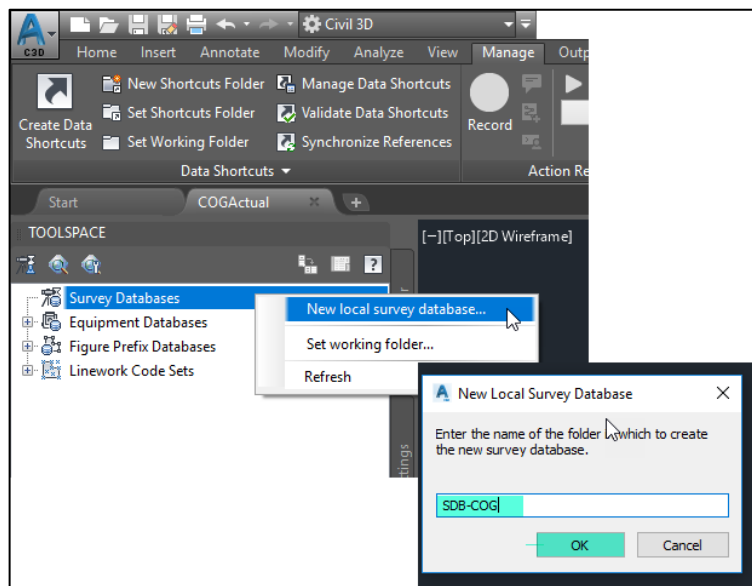 C3D
Civil 3D
Home Insert Annotate Modify Analyze View Manage Outp
Create Data
Shortcuts
New Shortcuts Folder
Set Shortcuts Folder
Set Working Folder
Manage Data Shortcuts
Validate Data Shortcuts
Synchronize References
Record
Data Shortcuts
Action Re
Start
COGActual
TOOLSPACE
[−][Top][2D Wireframe]
Survey Databases
Equipment Databases
Figure Prefix Databases
Linework Code Sets
New local survey database...
Set working folder...
Refresh
ttings
New Local Survey Database
Enter the name of the folder which to create
the new survey database.
SDB-COG
OK
Cancel